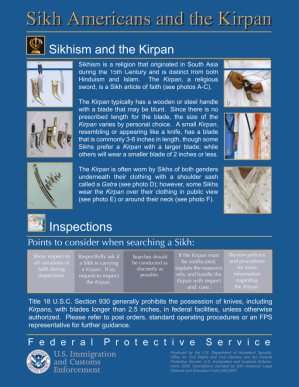 Sikh Americans and the Kirpan
Sikhism and the Kirpan
Sikhism is a religion that originated in South Asia
during the 15th Century and is distinct from both
Hinduism and Islam. The Kirpan, a religious
sword, is a Sikh article of faith (see photos A-C).
The Kirpan typically has a wooden or steel handle
with a blade that may be blunt. Since there is no
prescribed length for the blade, the size of the
Kirpan varies by personal choice. A small Kirpan,
resembling or appearing like a knife, has a blade
that is commonly 3-6 inches in length, though some
Sikhs prefer a Kirpan with a larger blade; while
others will wear a smaller blade of 2 inches or less.
The Kirpan is often worn by Sikhs of both genders
underneath their clothing with a shoulder sash
called a Gatra (see photo D); however, some Sikhs
wear the Kirpan over their clothing in public view
(see photo E) or around their neck (see photo F).
Inspections
Points to consider when searching a Sikh:
Show respect to
all variations of
Sikh during
inspections.
Respectfully ask if
a Sikh is carrying
a Kirpan. If so,
request to inspect
the Kirpan.
Searches should
be conducted as
discreetly as
possible.
If the Kirpan must
be confiscated,
explain the reason(s)
why and handle the
Kirpan with respect
and care.
Review policies
and procedures
for more
information
regarding
the Kirpan.
Title 18 U.S.C. Section 930 generally prohibits the possession of knives, including
Kirpans, with blades longer than 2.5 inches, in federal facilities, unless otherwise
authorized. Please refer to post orders, standard operating procedures or an FPS
representative for further guidance.
Federal Protective Service
U.S. Immigration
and Customs
Enforcement
Produced by the U.S. Department of Homeland Security,
Office for Civil Rights and Civil Liberties and the Federal
Protective Service, U.S. Immigration and Customs Enforce-